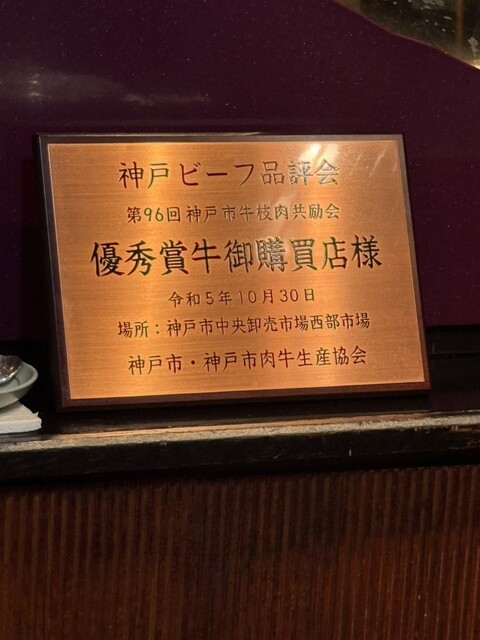 神戸ビーフ品評会
第96回神戸市牛枝肉共励会
優秀賞牛御購買店様
令和5年10月30日
場所：神戸市中央卸売市場西部市場
神戸市・神戸市肉牛生産協会